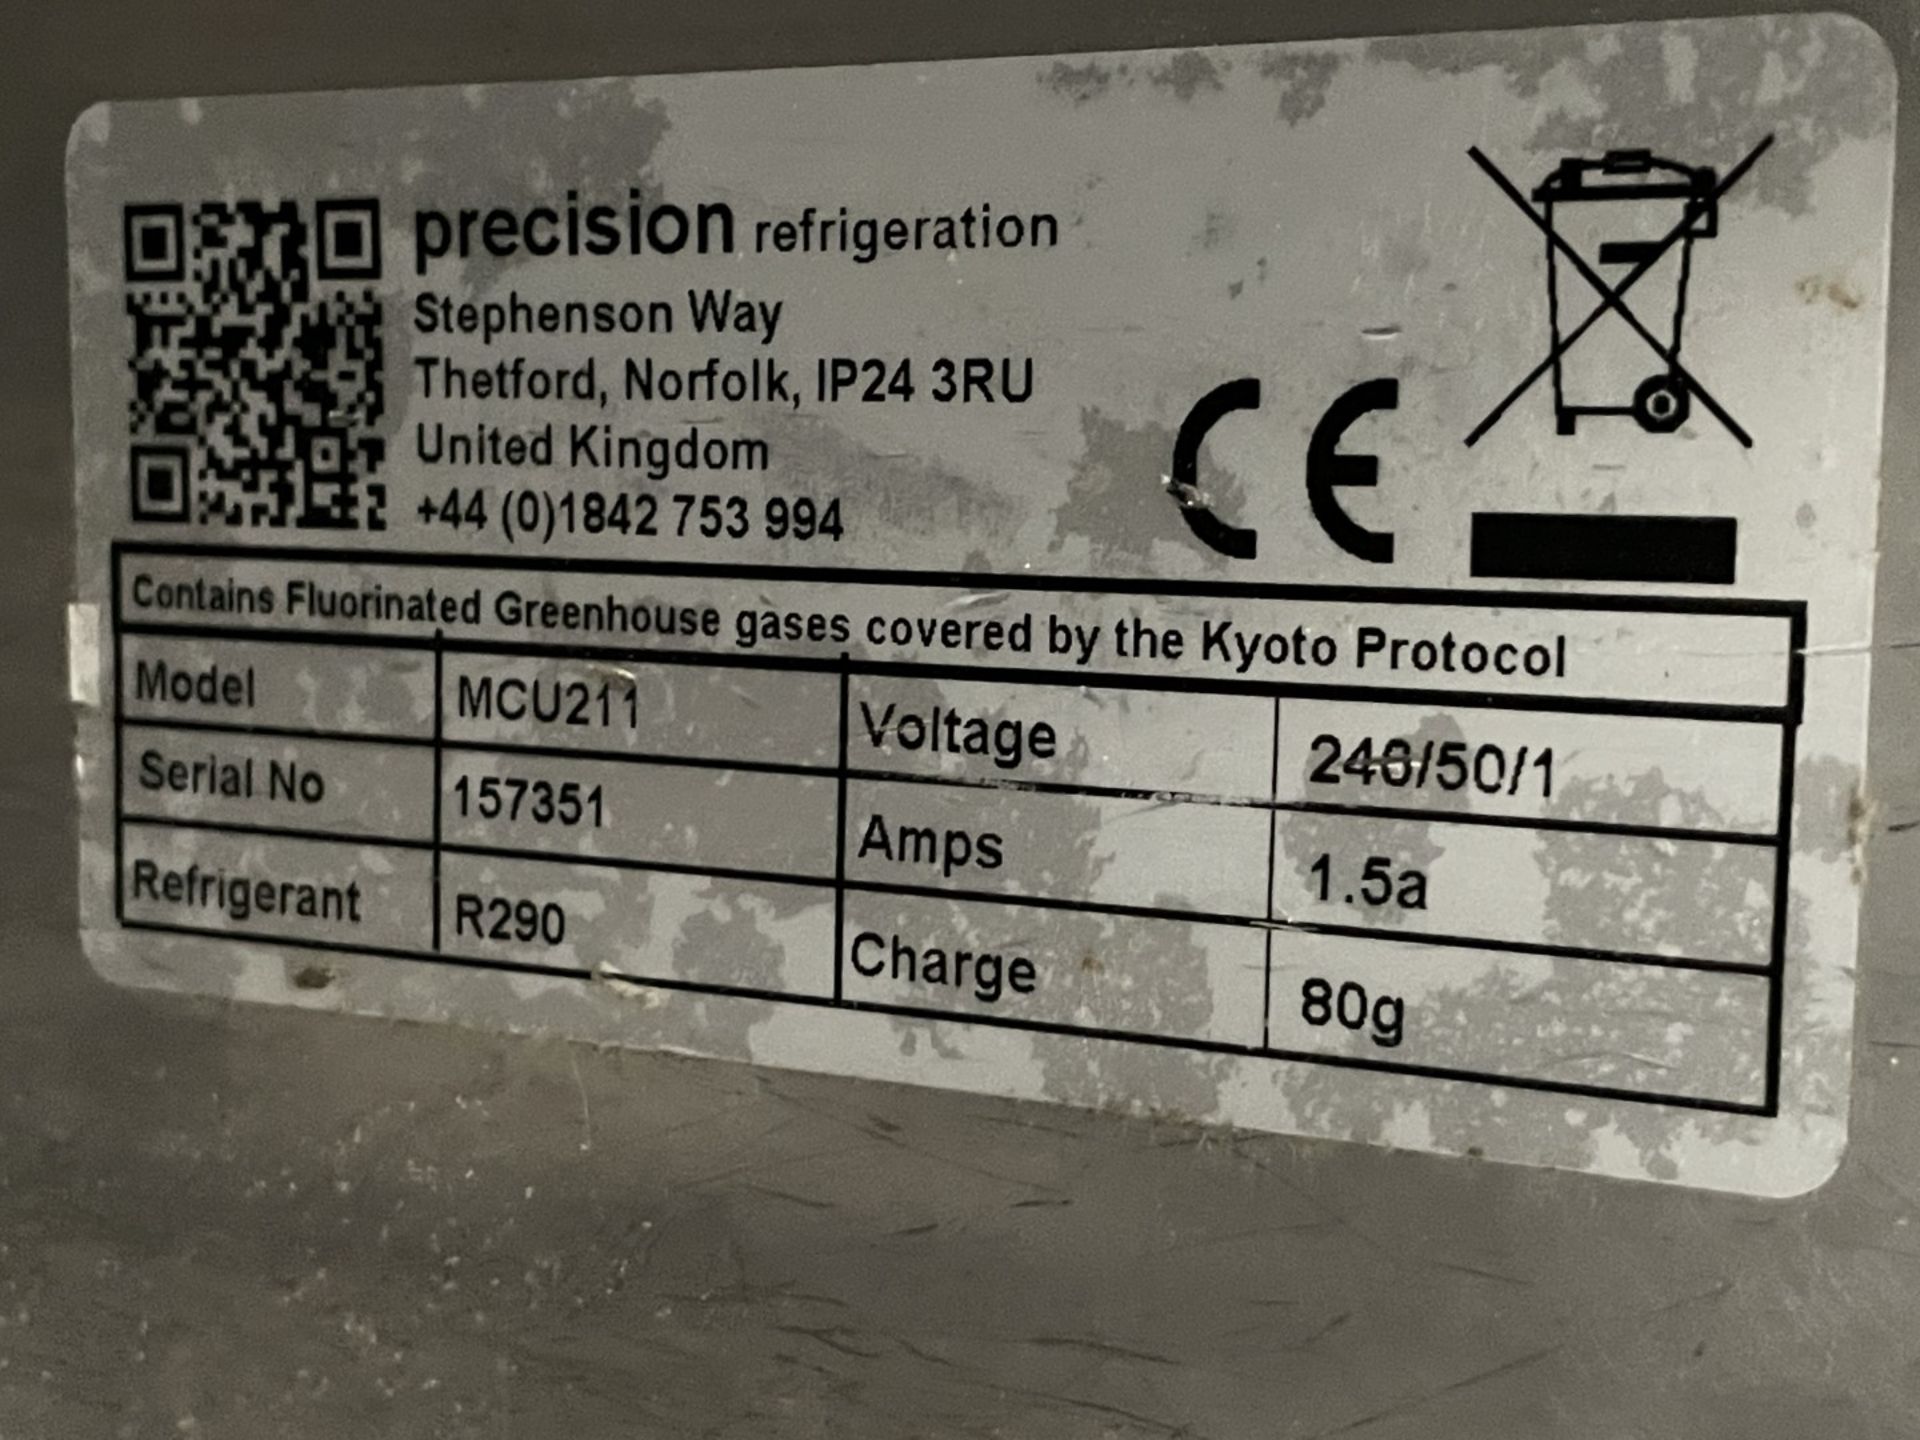 precision refrigeration
Stephenson Way
Thetford, Norfolk, IP24 3RU
United Kingdom
+44 (0)1842 753 994
CE
Contains Fluorinated Greenhouse gases covered by the Kyoto Protocol
Model MCU211 Voltage 240/50/1
Serial No 157351 Amps 1.5a
Refrigerant R290 Charge 80g